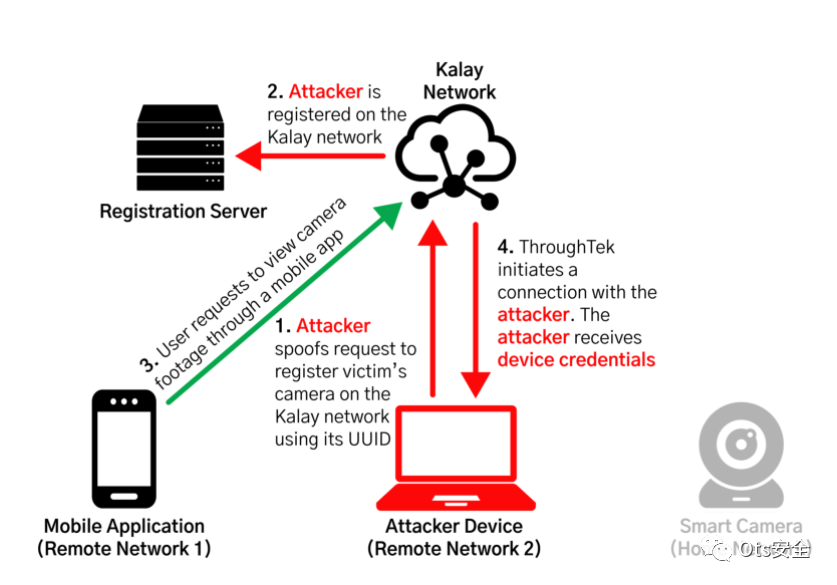 Kalay
Network
2. Attacker is
registered on the
Kalay network
Registration Server
3. User requests to view camera
footage through a mobile app
1. Attacker
spoofs request to
register victim's
camera on the
Kalay network
using its UUID
4. ThroughTek
initiates a
connection with the
attacker. The
attacker receives
device credentials
Mobile Application
(Remote Network 1)
Attacker Device
(Remote Network 2)
Smart Camera
Ots安全